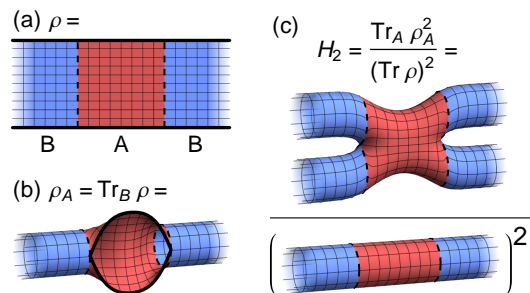 (a) ρ =
B A B
(b) ρ_A = Tr_B ρ =
(c)
H_2 = Tr_A ρ_A^2 / (Tr ρ)^2 =
( )^2